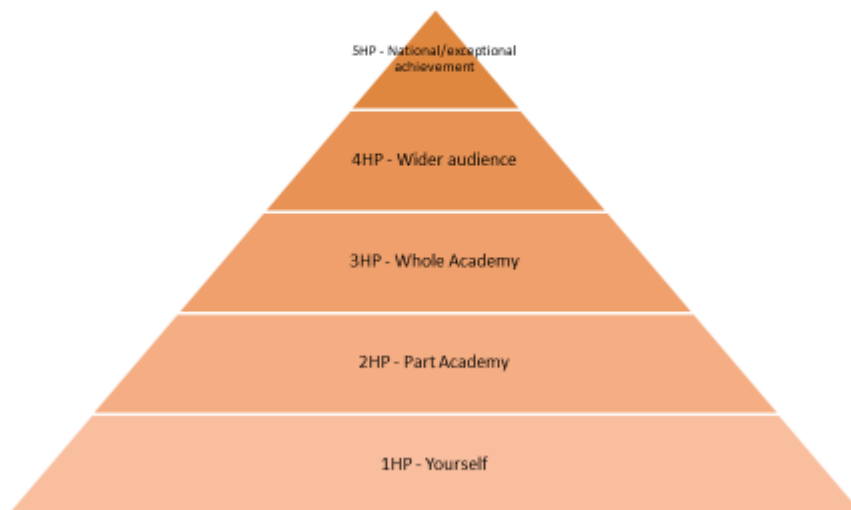 5HP - National/exceptional
achievement
4HP - Wider audience
3HP - Whole Academy
2HP - Part Academy
1HP - Yourself